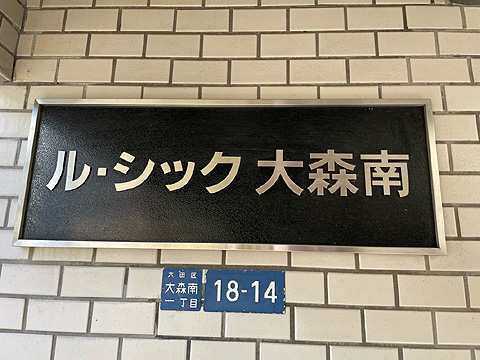 ル・シック 大森南
大田区
大森南
一丁目
18-14